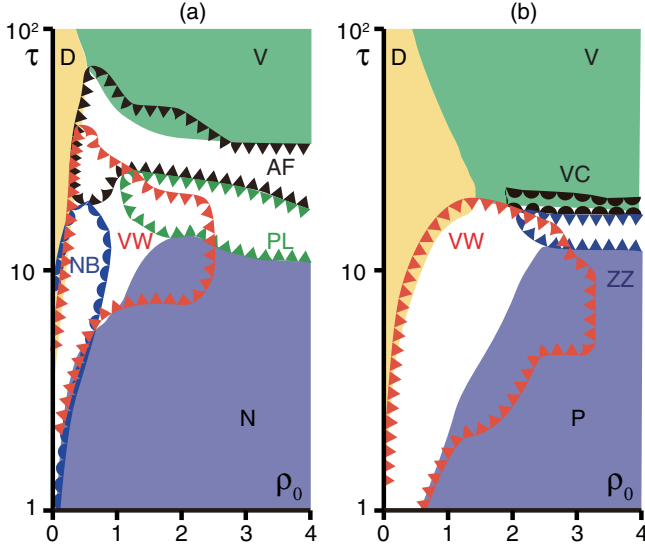 (a) (b)
10² 10²
τ D V τ D V
AF VC
VW PL VW
NB ZZ
10 10
N P
ρ₀ ρ₀
1 1
0 1 2 3 4 0 1 2 3 4